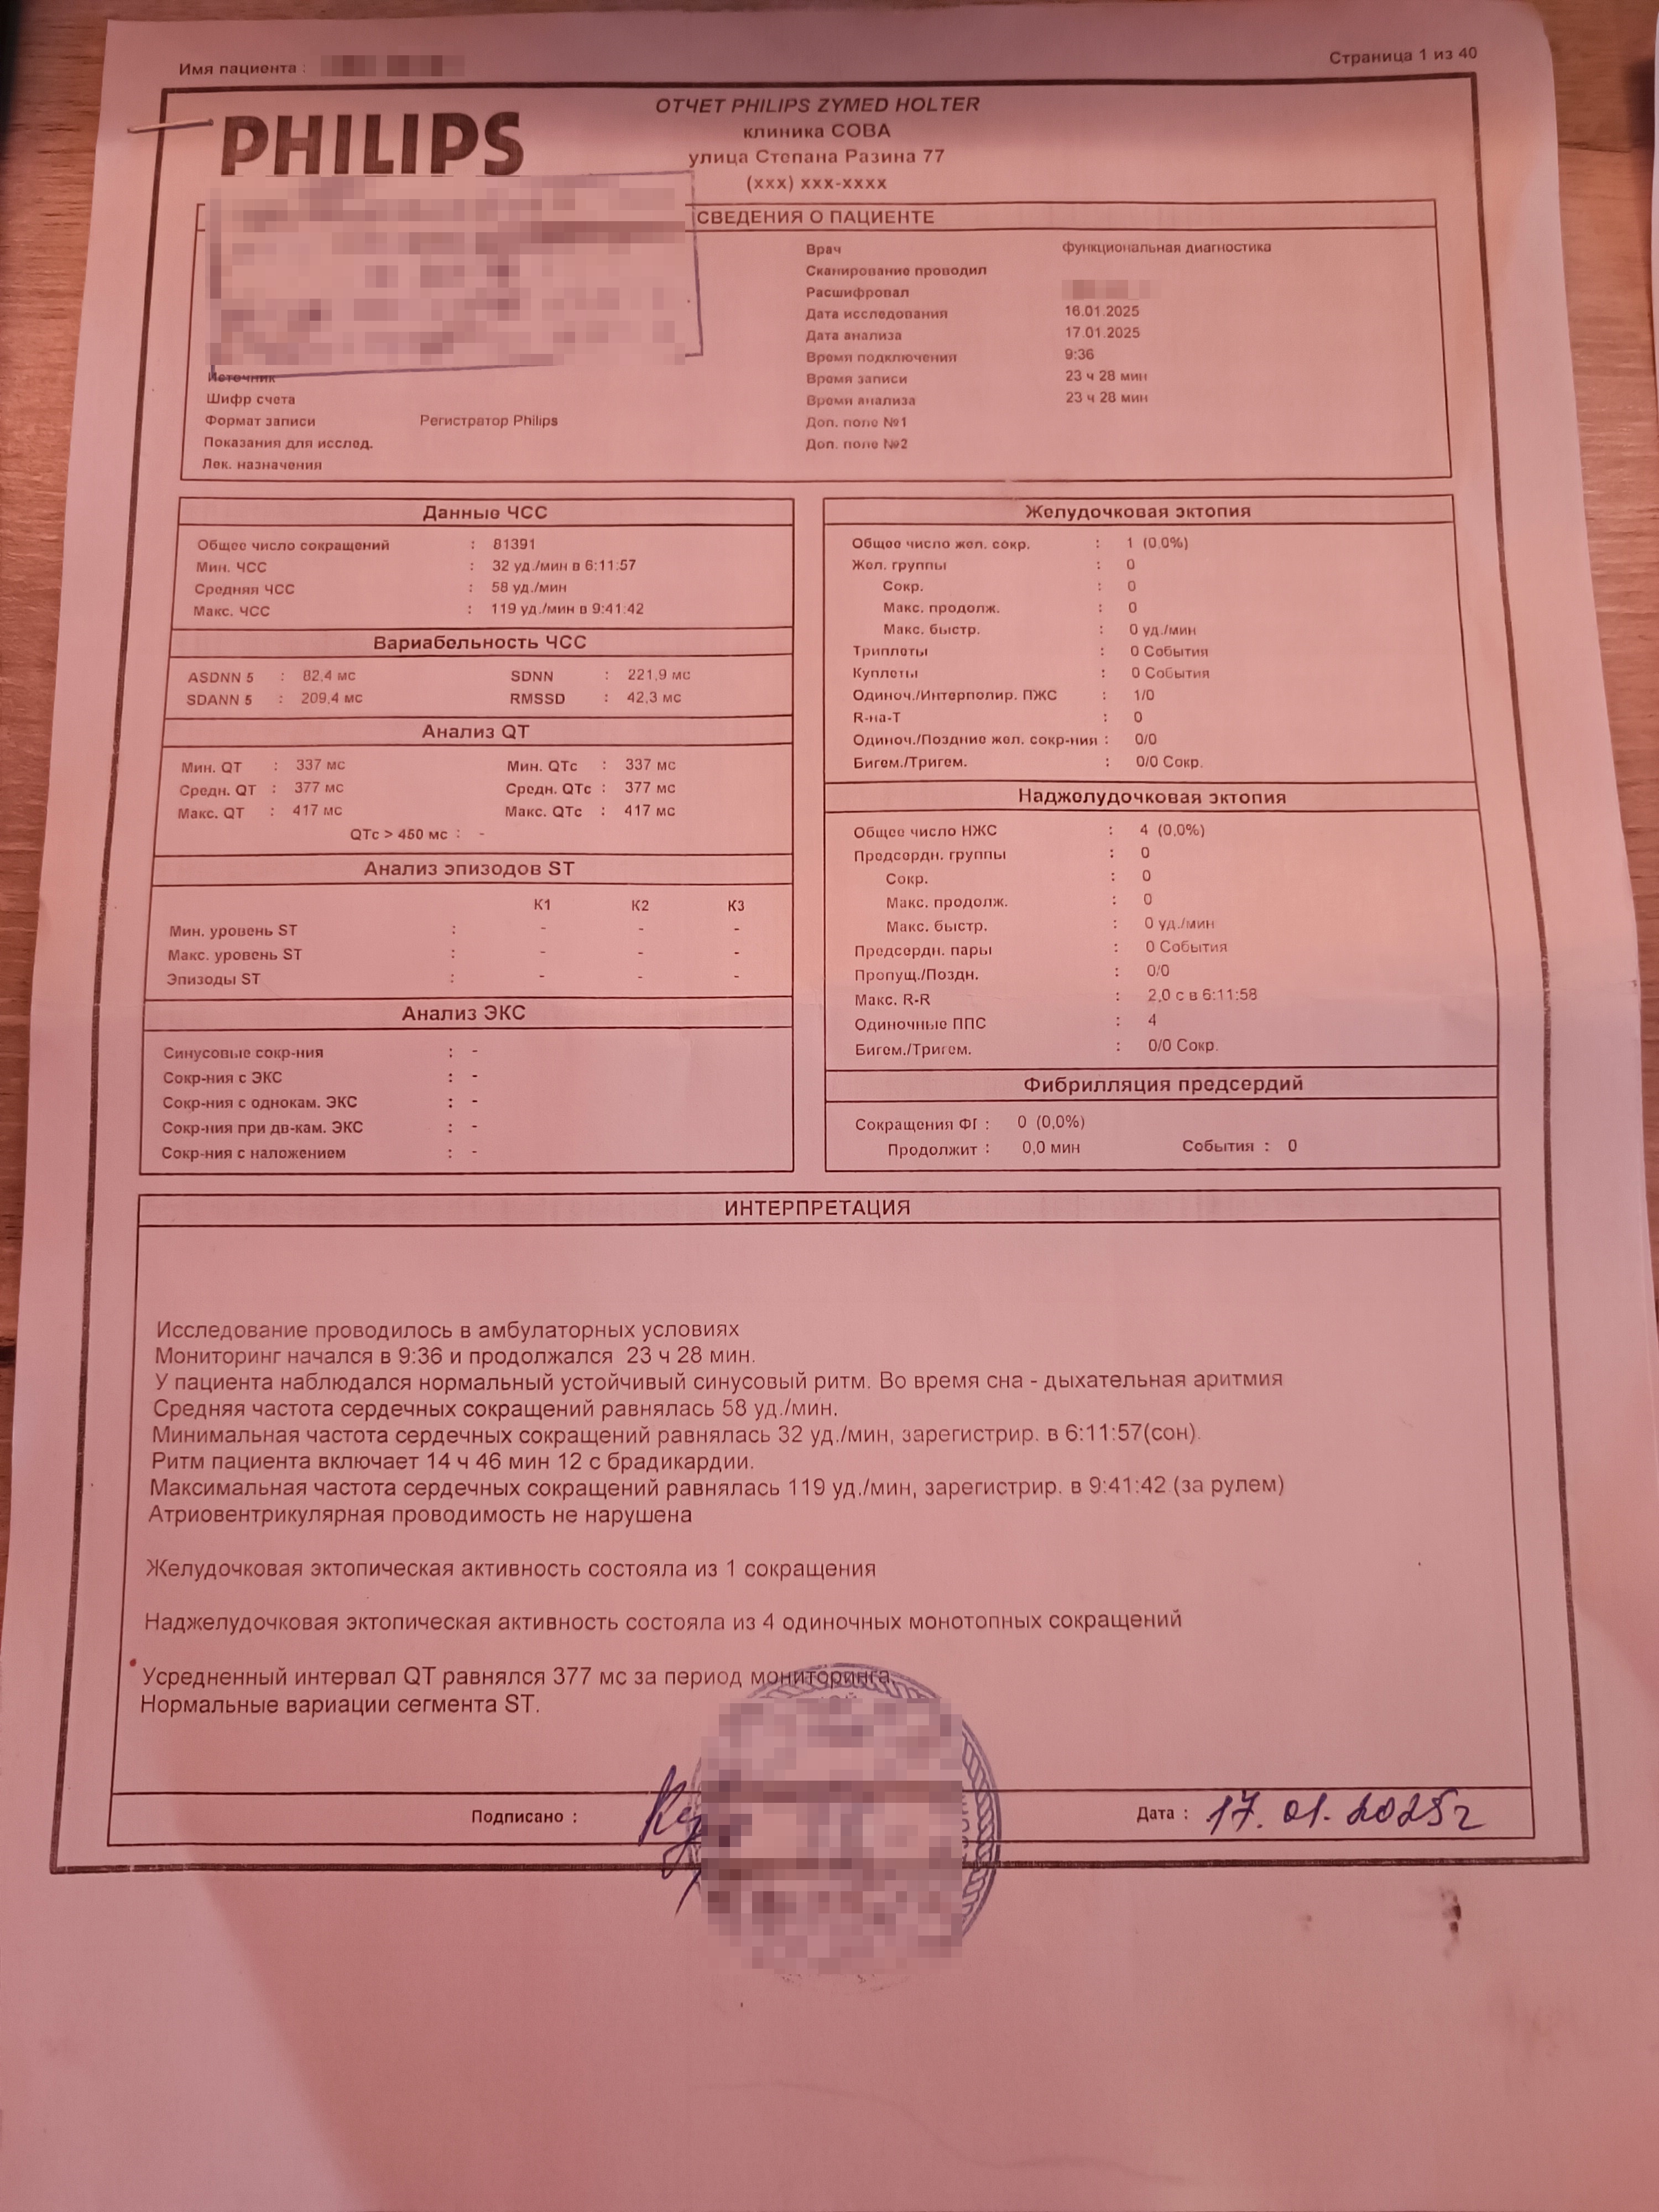 Имя пациента :
Страница 1 из 40
PHILIPS
ОТЧЕТ PHILIPS ZYMED HOLTER
клиника СОВА
улица Степана Разина 77
(xxx) xxx-xxxx
СВЕДЕНИЯ О ПАЦИЕНТЕ
Врач функциональная диагностика
Сканирование проводил
Расшифровал
Дата исследования 16.01.2025
Дата анализа 17.01.2025
Время подключения 9:36
Источник Время записи 23 ч 28 мин
Шифр счета Время анализа 23 ч 28 мин
Формат записи Регистратор Philips Доп. поле №1
Показания для исслед. Доп. поле №2
Лек. назначения
Данные ЧСС
Общее число сокращений : 81391
Мин. ЧСС : 32 уд./мин в 6:11:57
Средняя ЧСС : 58 уд./мин
Макс. ЧСС : 119 уд./мин в 9:41:42
Вариабельность ЧСС
ASDNN 5 : 82,4 мс SDNN : 221,9 мс
SDANN 5 : 209,4 мс RMSSD : 42,3 мс
Анализ QT
Мин. QT : 337 мс Мин. QTc : 337 мс
Средн. QT : 377 мс Средн. QTc : 377 мс
Макс. QT : 417 мс Макс. QTc : 417 мс
QTc > 450 мс : -
Анализ эпизодов ST
К1 К2 К3
Мин. уровень ST : - - -
Макс. уровень ST : - - -
Эпизоды ST : - - -
Анализ ЭКС
Синусовые сокр-ния : -
Сокр-ния с ЭКС : -
Сокр-ния с однокам. ЭКС : -
Сокр-ния при дв-кам. ЭКС : -
Сокр-ния с наложением : -
Желудочковая эктопия
Общее число жел. сокр. : 1 (0,0%)
Жел. группы : 0
Сокр. : 0
Макс. продолж. : 0
Макс. быстр. : 0 уд./мин
Триплеты : 0 События
Куплеты : 0 События
Одиноч./Интерполир. ПЖС : 1/0
R-на-Т : 0
Одиноч./Поздние жел. сокр-ния : 0/0
Бигем./Тригем. : 0/0 Сокр.
Наджелудочковая эктопия
Общее число НЖС : 4 (0,0%)
Предсердн. группы : 0
Сокр. : 0
Макс. продолж. : 0
Макс. быстр. : 0 уд./мин
Предсердн. пары : 0 События
Пропущ./Поздн. : 0/0
Макс. R-R : 2,0 с в 6:11:58
Одиночные ППС : 4
Бигем./Тригем. : 0/0 Сокр.
Фибрилляция предсердий
Сокращения ФГ : 0 (0,0%)
Продолжит : 0,0 мин События : 0
ИНТЕРПРЕТАЦИЯ
Исследование проводилось в амбулаторных условиях
Мониторинг начался в 9:36 и продолжался 23 ч 28 мин.
У пациента наблюдался нормальный устойчивый синусовый ритм. Во время сна - дыхательная аритмия
Средняя частота сердечных сокращений равнялась 58 уд./мин.
Минимальная частота сердечных сокращений равнялась 32 уд./мин, зарегистрир. в 6:11:57(сон).
Ритм пациента включает 14 ч 46 мин 12 с брадикардии.
Максимальная частота сердечных сокращений равнялась 119 уд./мин, зарегистрир. в 9:41:42 (за рулем)
Атриовентрикулярная проводимость не нарушена
Желудочковая эктопическая активность состояла из 1 сокращения
Наджелудочковая эктопическая активность состояла из 4 одиночных монотопных сокращений
Усредненный интервал QT равнялся 377 мс за период мониторинга.
Нормальные вариации сегмента ST.
Подписано : Дата : 17.01.2025г